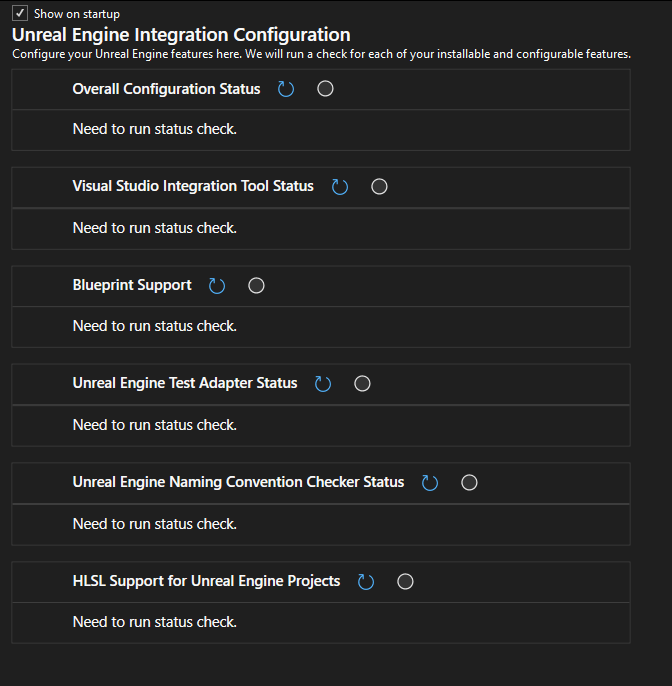 Show on startup
Unreal Engine Integration Configuration
Configure your Unreal Engine features here. We will run a check for each of your installable and configurable features.
Overall Configuration Status
Need to run status check.
Visual Studio Integration Tool Status
Need to run status check.
Blueprint Support
Need to run status check.
Unreal Engine Test Adapter Status
Need to run status check.
Unreal Engine Naming Convention Checker Status
Need to run status check.
HLSL Support for Unreal Engine Projects
Need to run status check.